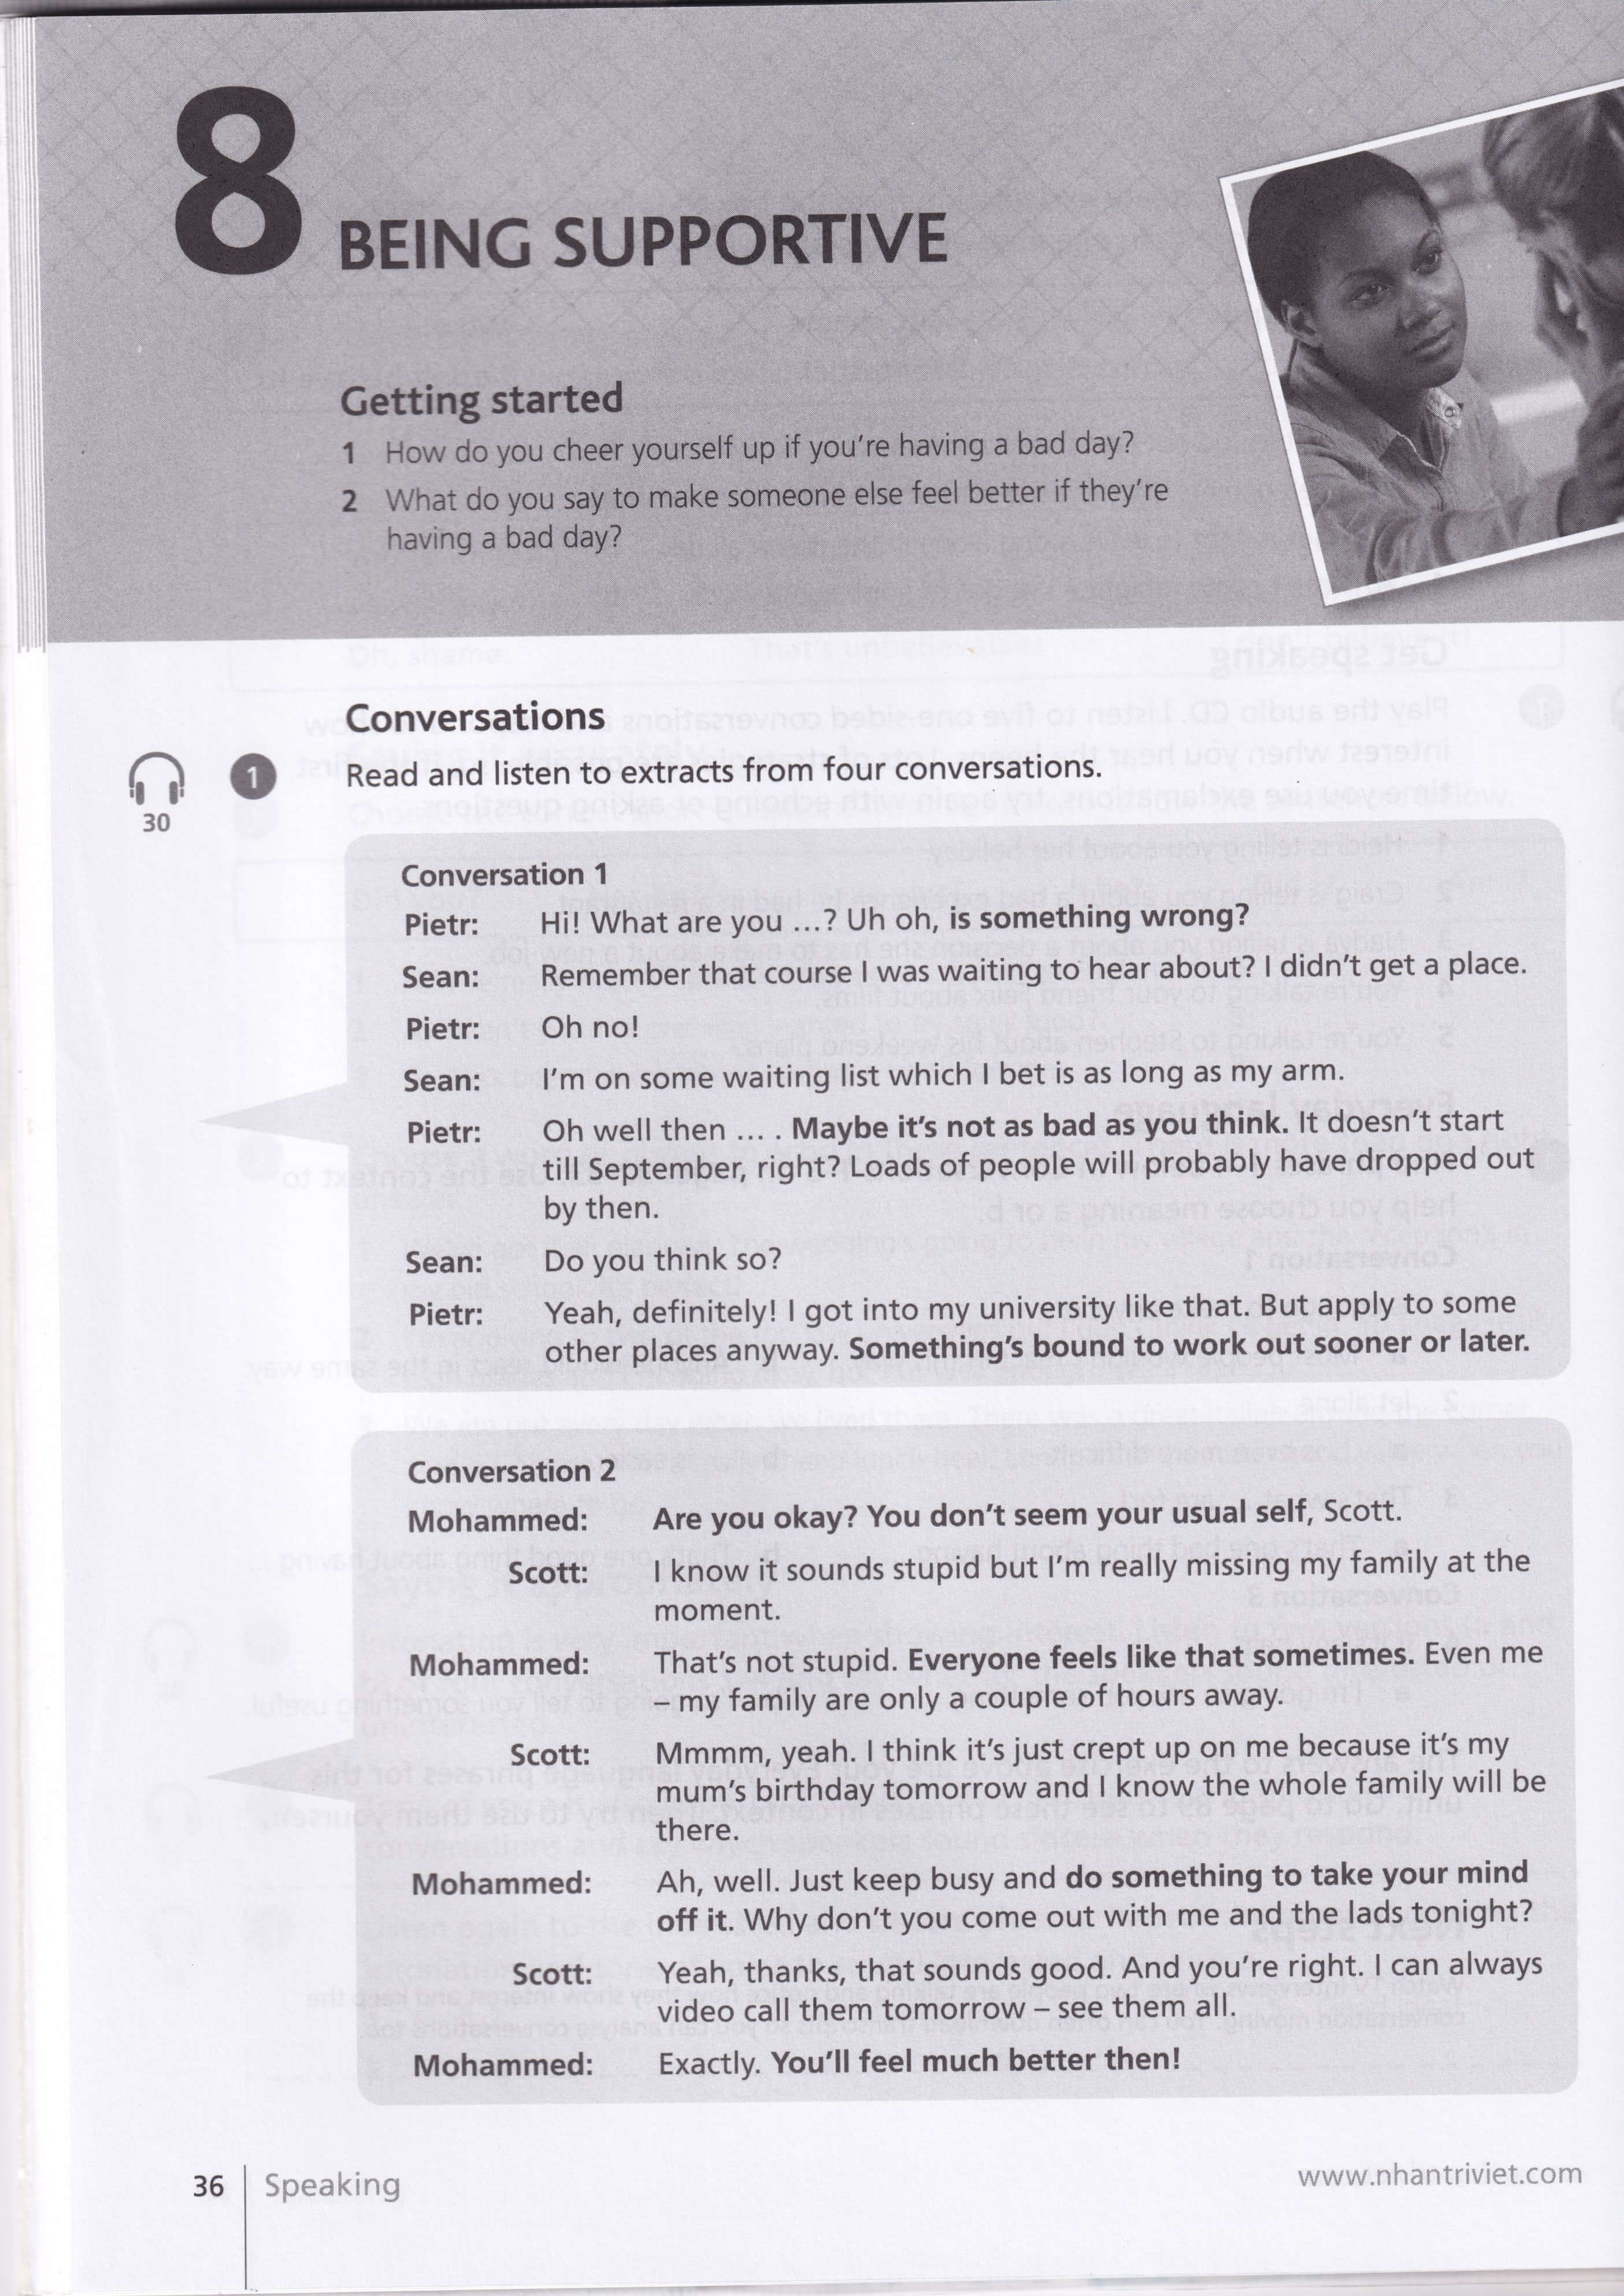 8 BEING SUPPORTIVE
Getting started
1 How do you cheer yourself up if you're having a bad day?
2 What do you say to make someone else feel better if they're
having a bad day?
Conversations
30
1 Read and listen to extracts from four conversations.
Conversation 1
Pietr: Hi! What are you ...? Uh oh, is something wrong?
Sean: Remember that course I was waiting to hear about? I didn't get a place.
Pietr: Oh no!
Sean: I'm on some waiting list which I bet is as long as my arm.
Pietr: Oh well then ... . Maybe it's not as bad as you think. It doesn't start
till September, right? Loads of people will probably have dropped out
by then.
Sean: Do you think so?
Pietr: Yeah, definitely! I got into my university like that. But apply to some
other places anyway. Something's bound to work out sooner or later.
Conversation 2
Mohammed: Are you okay? You don't seem your usual self, Scott.
Scott: I know it sounds stupid but I'm really missing my family at the
moment.
Mohammed: That's not stupid. Everyone feels like that sometimes. Even me
– my family are only a couple of hours away.
Scott: Mmmm, yeah. I think it's just crept up on me because it's my
mum's birthday tomorrow and I know the whole family will be
there.
Mohammed: Ah, well. Just keep busy and do something to take your mind
off it. Why don't you come out with me and the lads tonight?
Scott: Yeah, thanks, that sounds good. And you're right. I can always
video call them tomorrow – see them all.
Mohammed: Exactly. You'll feel much better then!
36 Speaking
www.nhantriviet.com